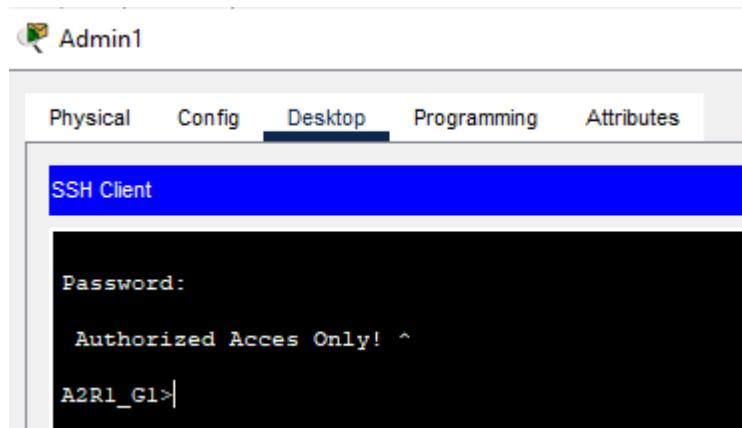 Admin1
Physical Config Desktop Programming Attributes
SSH Client
Password:
Authorized Acces Only! ^
A2R1_G1>